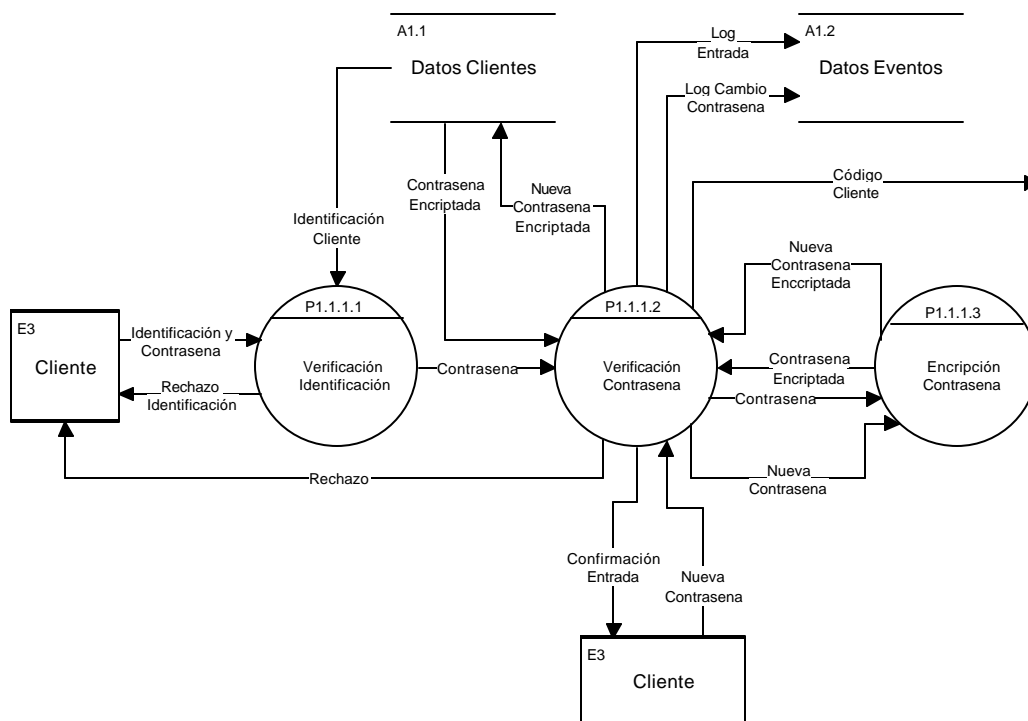 A1.1
Datos Clientes
Log
Entrada
A1.2
Datos Eventos
Log Cambio
Contrasena
Contrasena
Encriptada
Nueva
Contrasena
Encriptada
Código
Cliente
Identificación
Cliente
Nueva
Contrasena
Enccriptada
E3
Cliente
Identificación y
Contrasena
Rechazo
Identificación
P1.1.1.1
Verificación
Identificación
Contrasena
P1.1.1.2
Verificación
Contrasena
Contrasena
Encriptada
Contrasena
P1.1.1.3
Encripción
Contrasena
Rechazo
Nueva
Contrasena
Confirmación
Entrada
Nueva
Contrasena
E3
Cliente